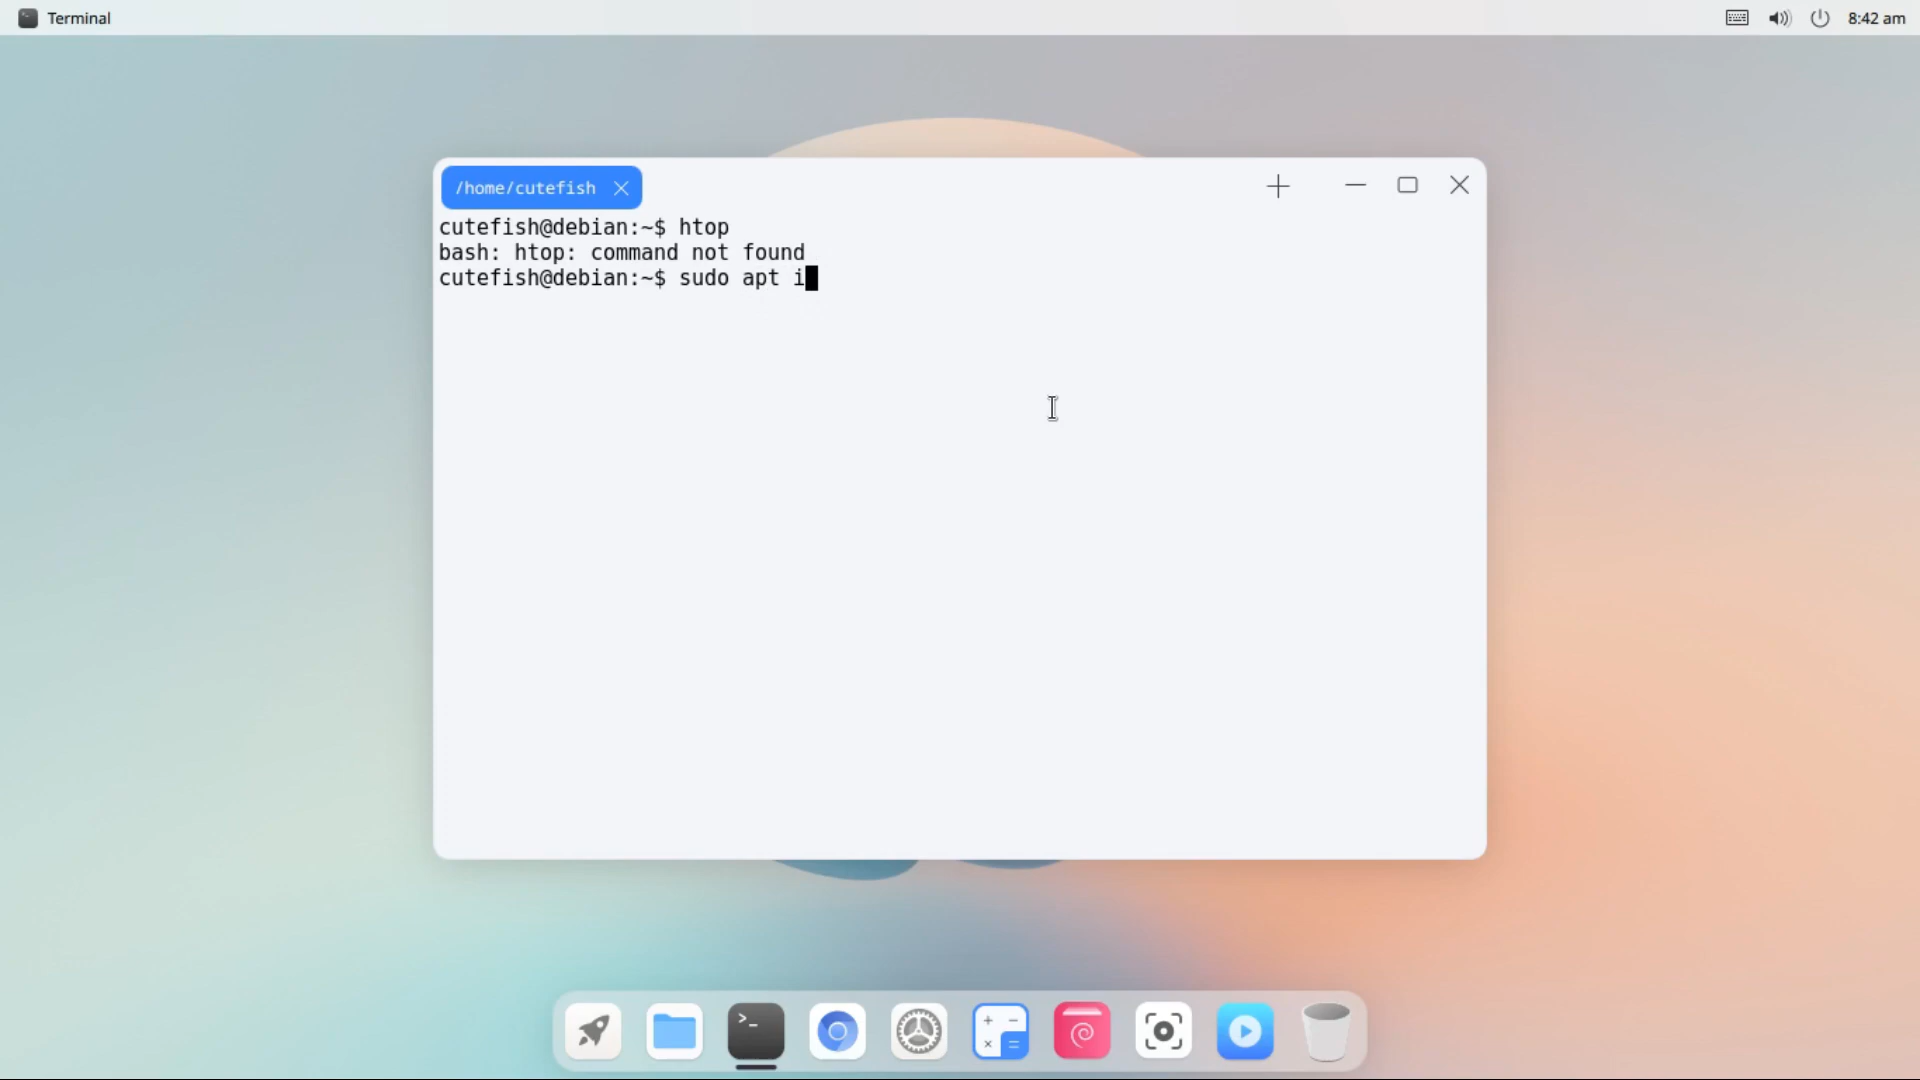 Terminal
8:42 am
/home/cutefish
cutefish@debian:~$ htop
bash: htop: command not found
cutefish@debian:~$ sudo apt i
>_